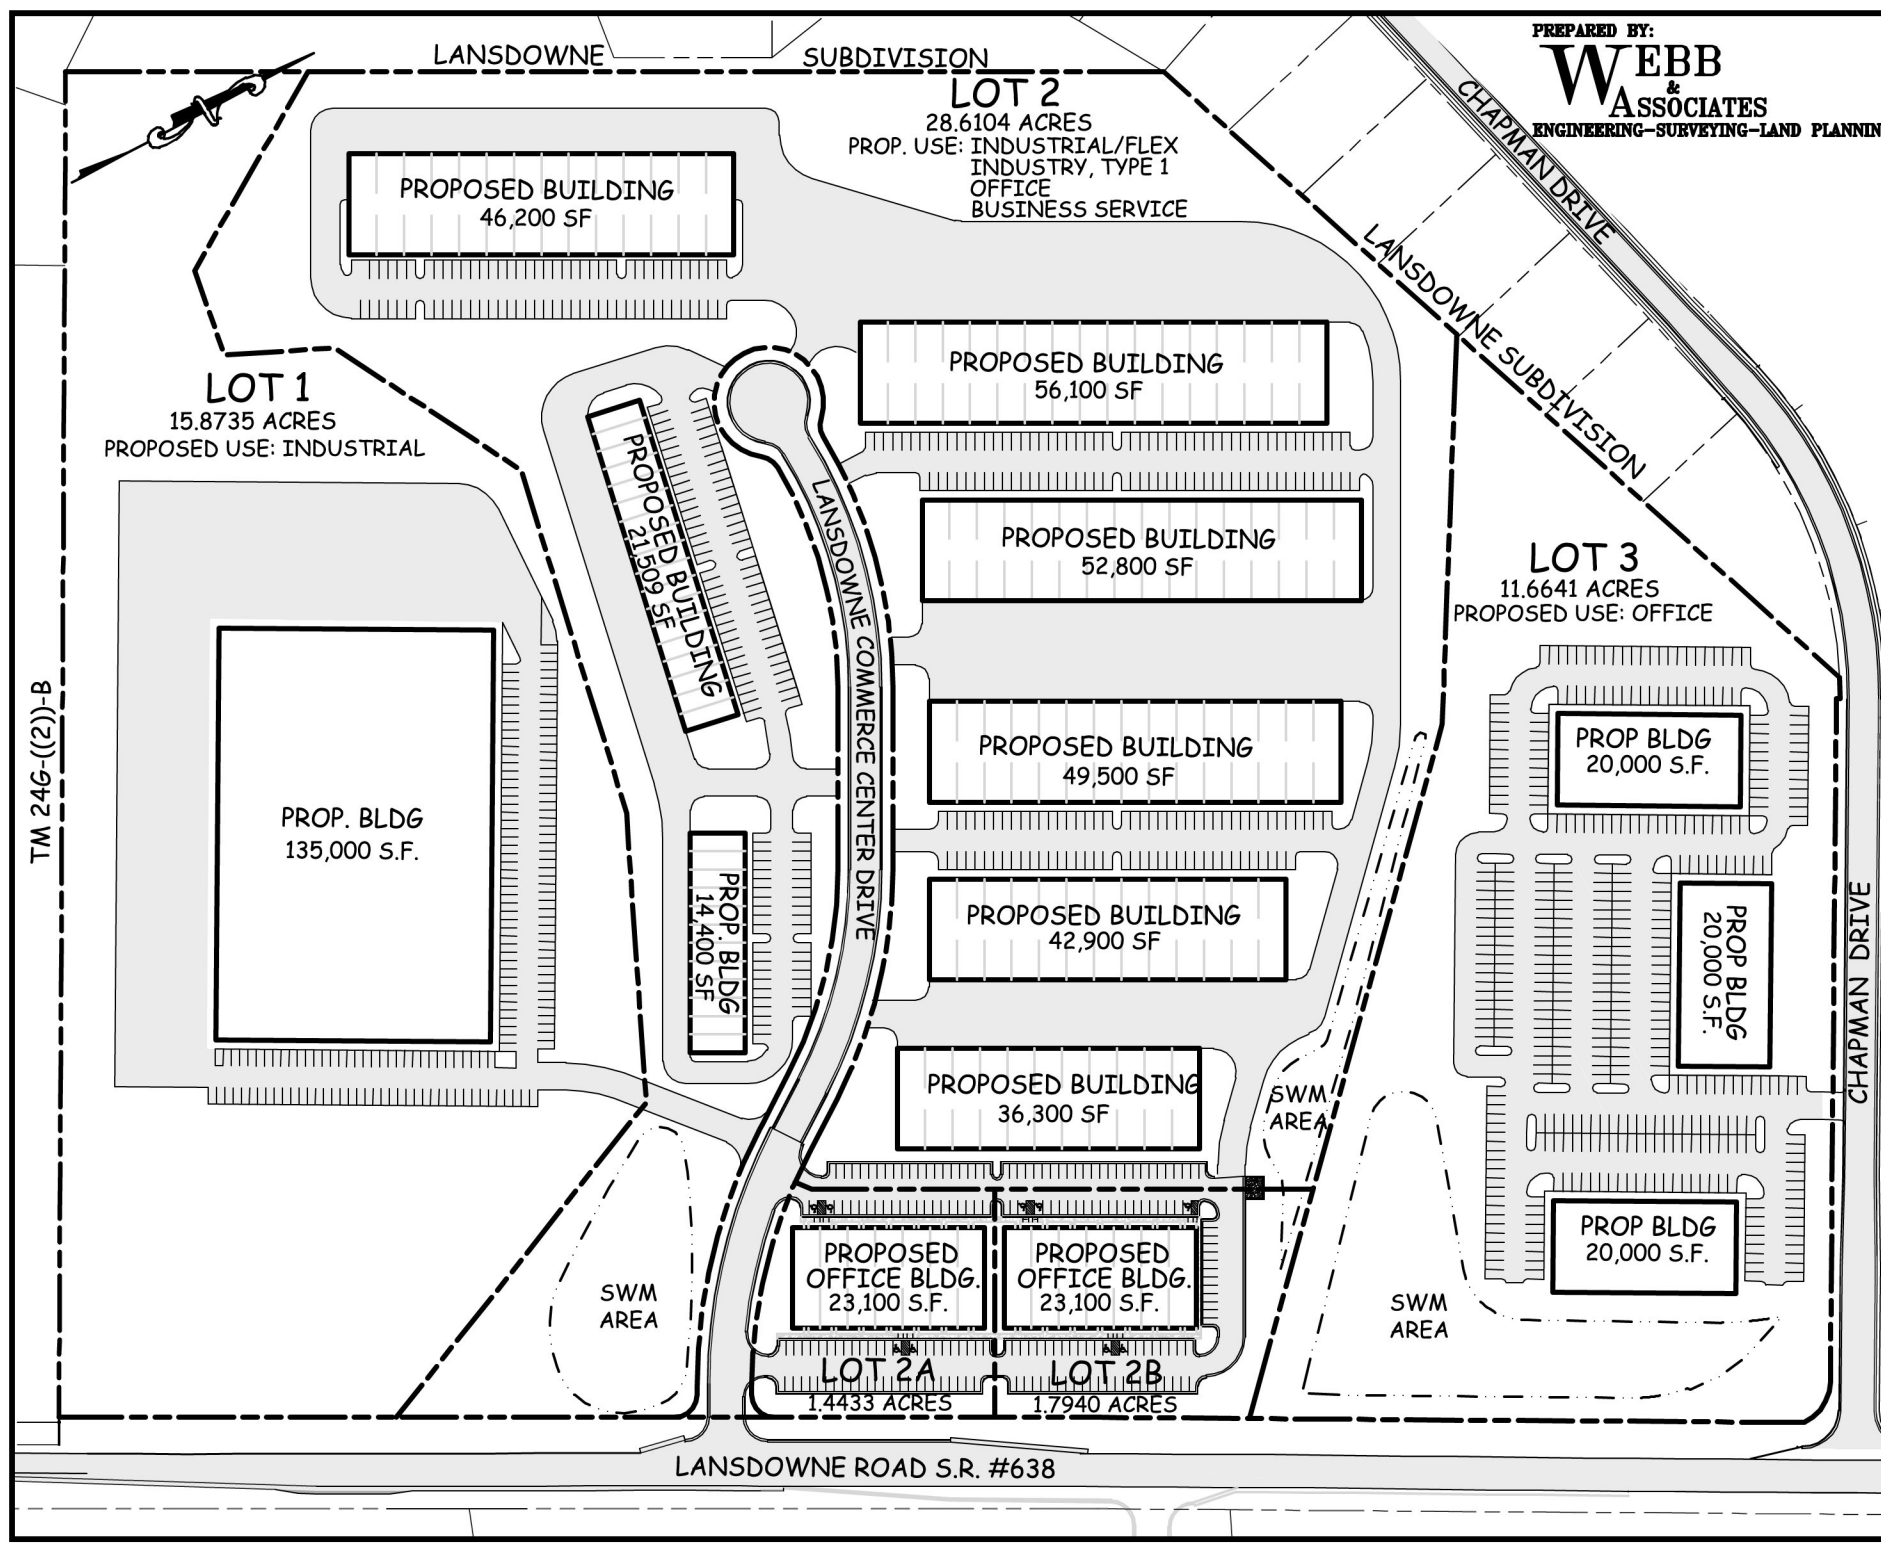 PREPARED BY:
WEBB
&
ASSOCIATES
ENGINEERING-SURVEYING-LAND PLANNIN
LANSDOWNE SUBDIVISION
LOT 2
28.6104 ACRES
PROP. USE: INDUSTRIAL/FLEX
INDUSTRY, TYPE 1
OFFICE
BUSINESS SERVICE
CHAPMAN DRIVE
LANSDOWNE SUBDIVISION
PROPOSED BUILDING
46,200 SF
PROPOSED BUILDING
56,100 SF
LOT 1
15.8735 ACRES
PROPOSED USE: INDUSTRIAL
PROPOSED BUILDING
21,509 SF
LANSDOWNE COMMERCE CENTER DRIVE
PROPOSED BUILDING
52,800 SF
LOT 3
11.6641 ACRES
PROPOSED USE: OFFICE
TM 24G-((2))-B
PROP. BLDG
135,000 S.F.
PROPOSED BUILDING
49,500 SF
PROP BLDG
20,000 S.F.
PROP. BLDG
14,400 SF
PROPOSED BUILDING
42,900 SF
PROP BLDG
20,000 S.F.
CHAPMAN DRIVE
PROPOSED BUILDING
36,300 SF
SWM
AREA
PROPOSED
OFFICE BLDG.
23,100 S.F.
PROPOSED
OFFICE BLDG.
23,100 S.F.
PROP BLDG
20,000 S.F.
SWM
AREA
SWM
AREA
LOT 2A
1.4433 ACRES
LOT 2B
1.7940 ACRES
LANSDOWNE ROAD S.R. #638